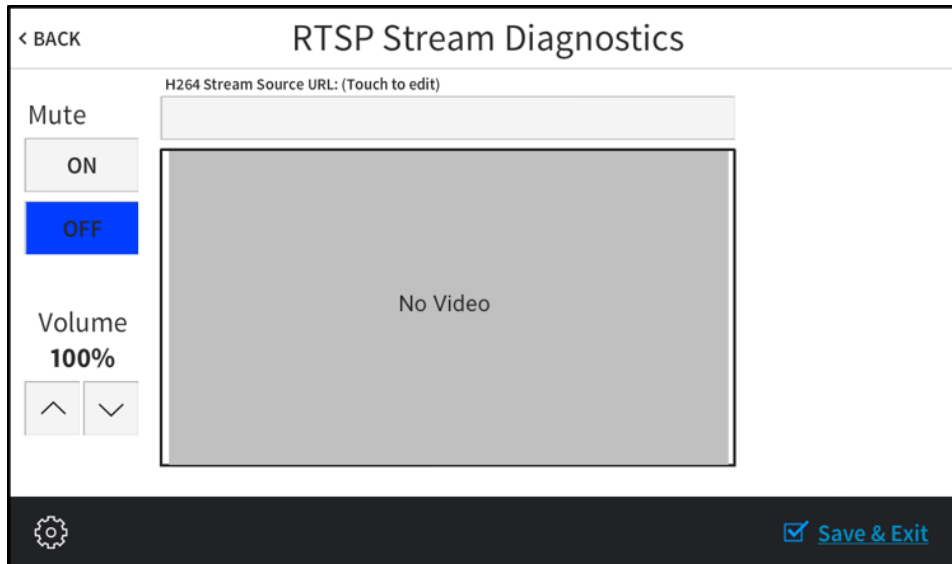 < BACK
RTSP Stream Diagnostics
H264 Stream Source URL: (Touch to edit)
Mute
ON
OFF
No Video
Volume
100%
Save & Exit